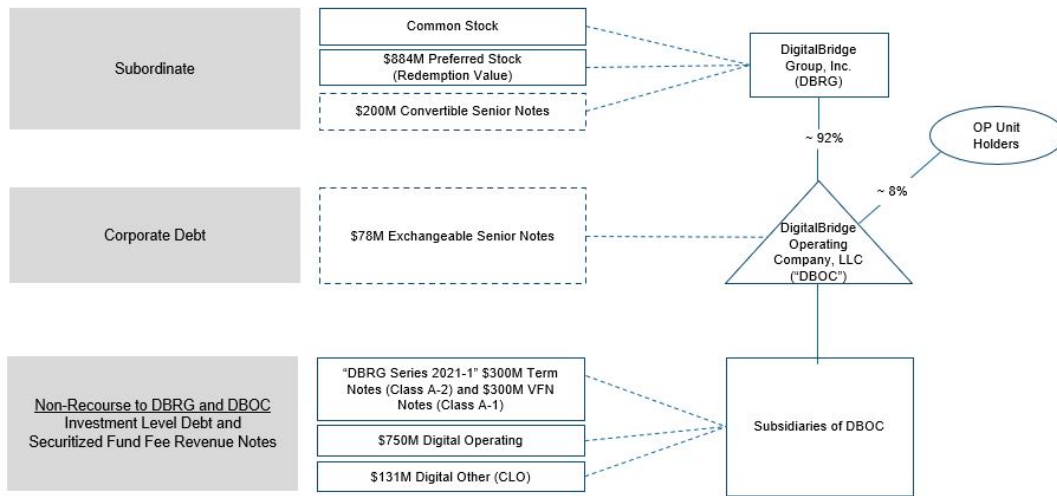 Subordinate
Common Stock
$884M Preferred Stock
(Redemption Value)
$200M Convertible Senior Notes
DigitalBridge
Group, Inc.
(DBRG)
~ 92%
OP Unit
Holders
~ 8%
Corporate Debt
$78M Exchangeable Senior Notes
DigitalBridge
Operating
Company, LLC
("DBOC")
Non-Recourse to DBRG and DBOC
Investment Level Debt and
Securitized Fund Fee Revenue Notes
“DBRG Series 2021-1” $300M Term
Notes (Class A-2) and $300M VFN
Notes (Class A-1)
$750M Digital Operating
$131M Digital Other (CLO)
Subsidiaries of DBOC